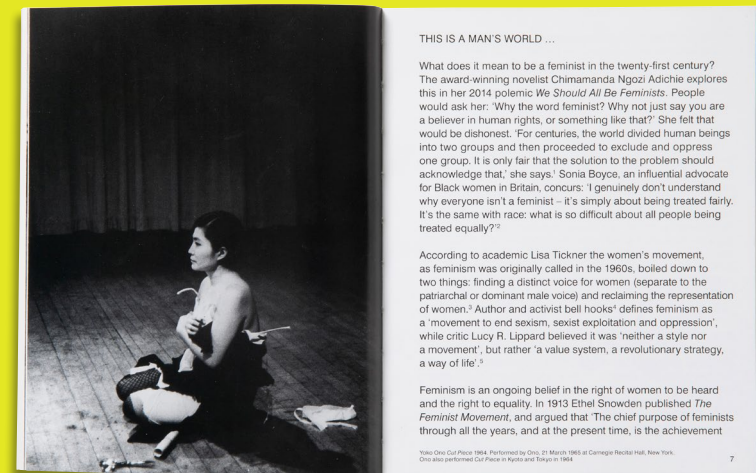 THIS IS A MAN'S WORLD …
What does it mean to be a feminist in the twenty-first century?
The award-winning novelist Chimamanda Ngozi Adichie explores
this in her 2014 polemic We Should All Be Feminists. People
would ask her: 'Why the word feminist? Why not just say you are
a believer in human rights, or something like that?' She felt that
would be dishonest. 'For centuries, the world divided human beings
into two groups and then proceeded to exclude and oppress
one group. It is only fair that the solution to the problem should
acknowledge that,' she says.¹ Sonia Boyce, an influential advocate
for Black women in Britain, concurs: 'I genuinely don't understand
why everyone isn't a feminist – it's simply about being treated fairly.
It's the same with race: what is so difficult about all people being
treated equally?'²
According to academic Lisa Tickner the women's movement,
as feminism was originally called in the 1960s, boiled down to
two things: finding a distinct voice for women (separate to the
patriarchal or dominant male voice) and reclaiming the representation
of women.³ Author and activist bell hooks⁴ defines feminism as
a 'movement to end sexism, sexist exploitation and oppression',
while critic Lucy R. Lippard believed it was 'neither a style nor
a movement', but rather 'a value system, a revolutionary strategy,
a way of life'.⁵
Feminism is an ongoing belief in the right of women to be heard
and the right to equality. In 1913 Ethel Snowden published The
Feminist Movement, and argued that 'The chief purpose of feminists
through all the years, and at the present time, is the achievement
Yoko Ono Cut Piece 1964. Performed by Ono, 21 March 1965 at Carnegie Recital Hall, New York.
Ono also performed Cut Piece in Kyoto and Tokyo in 1964
7